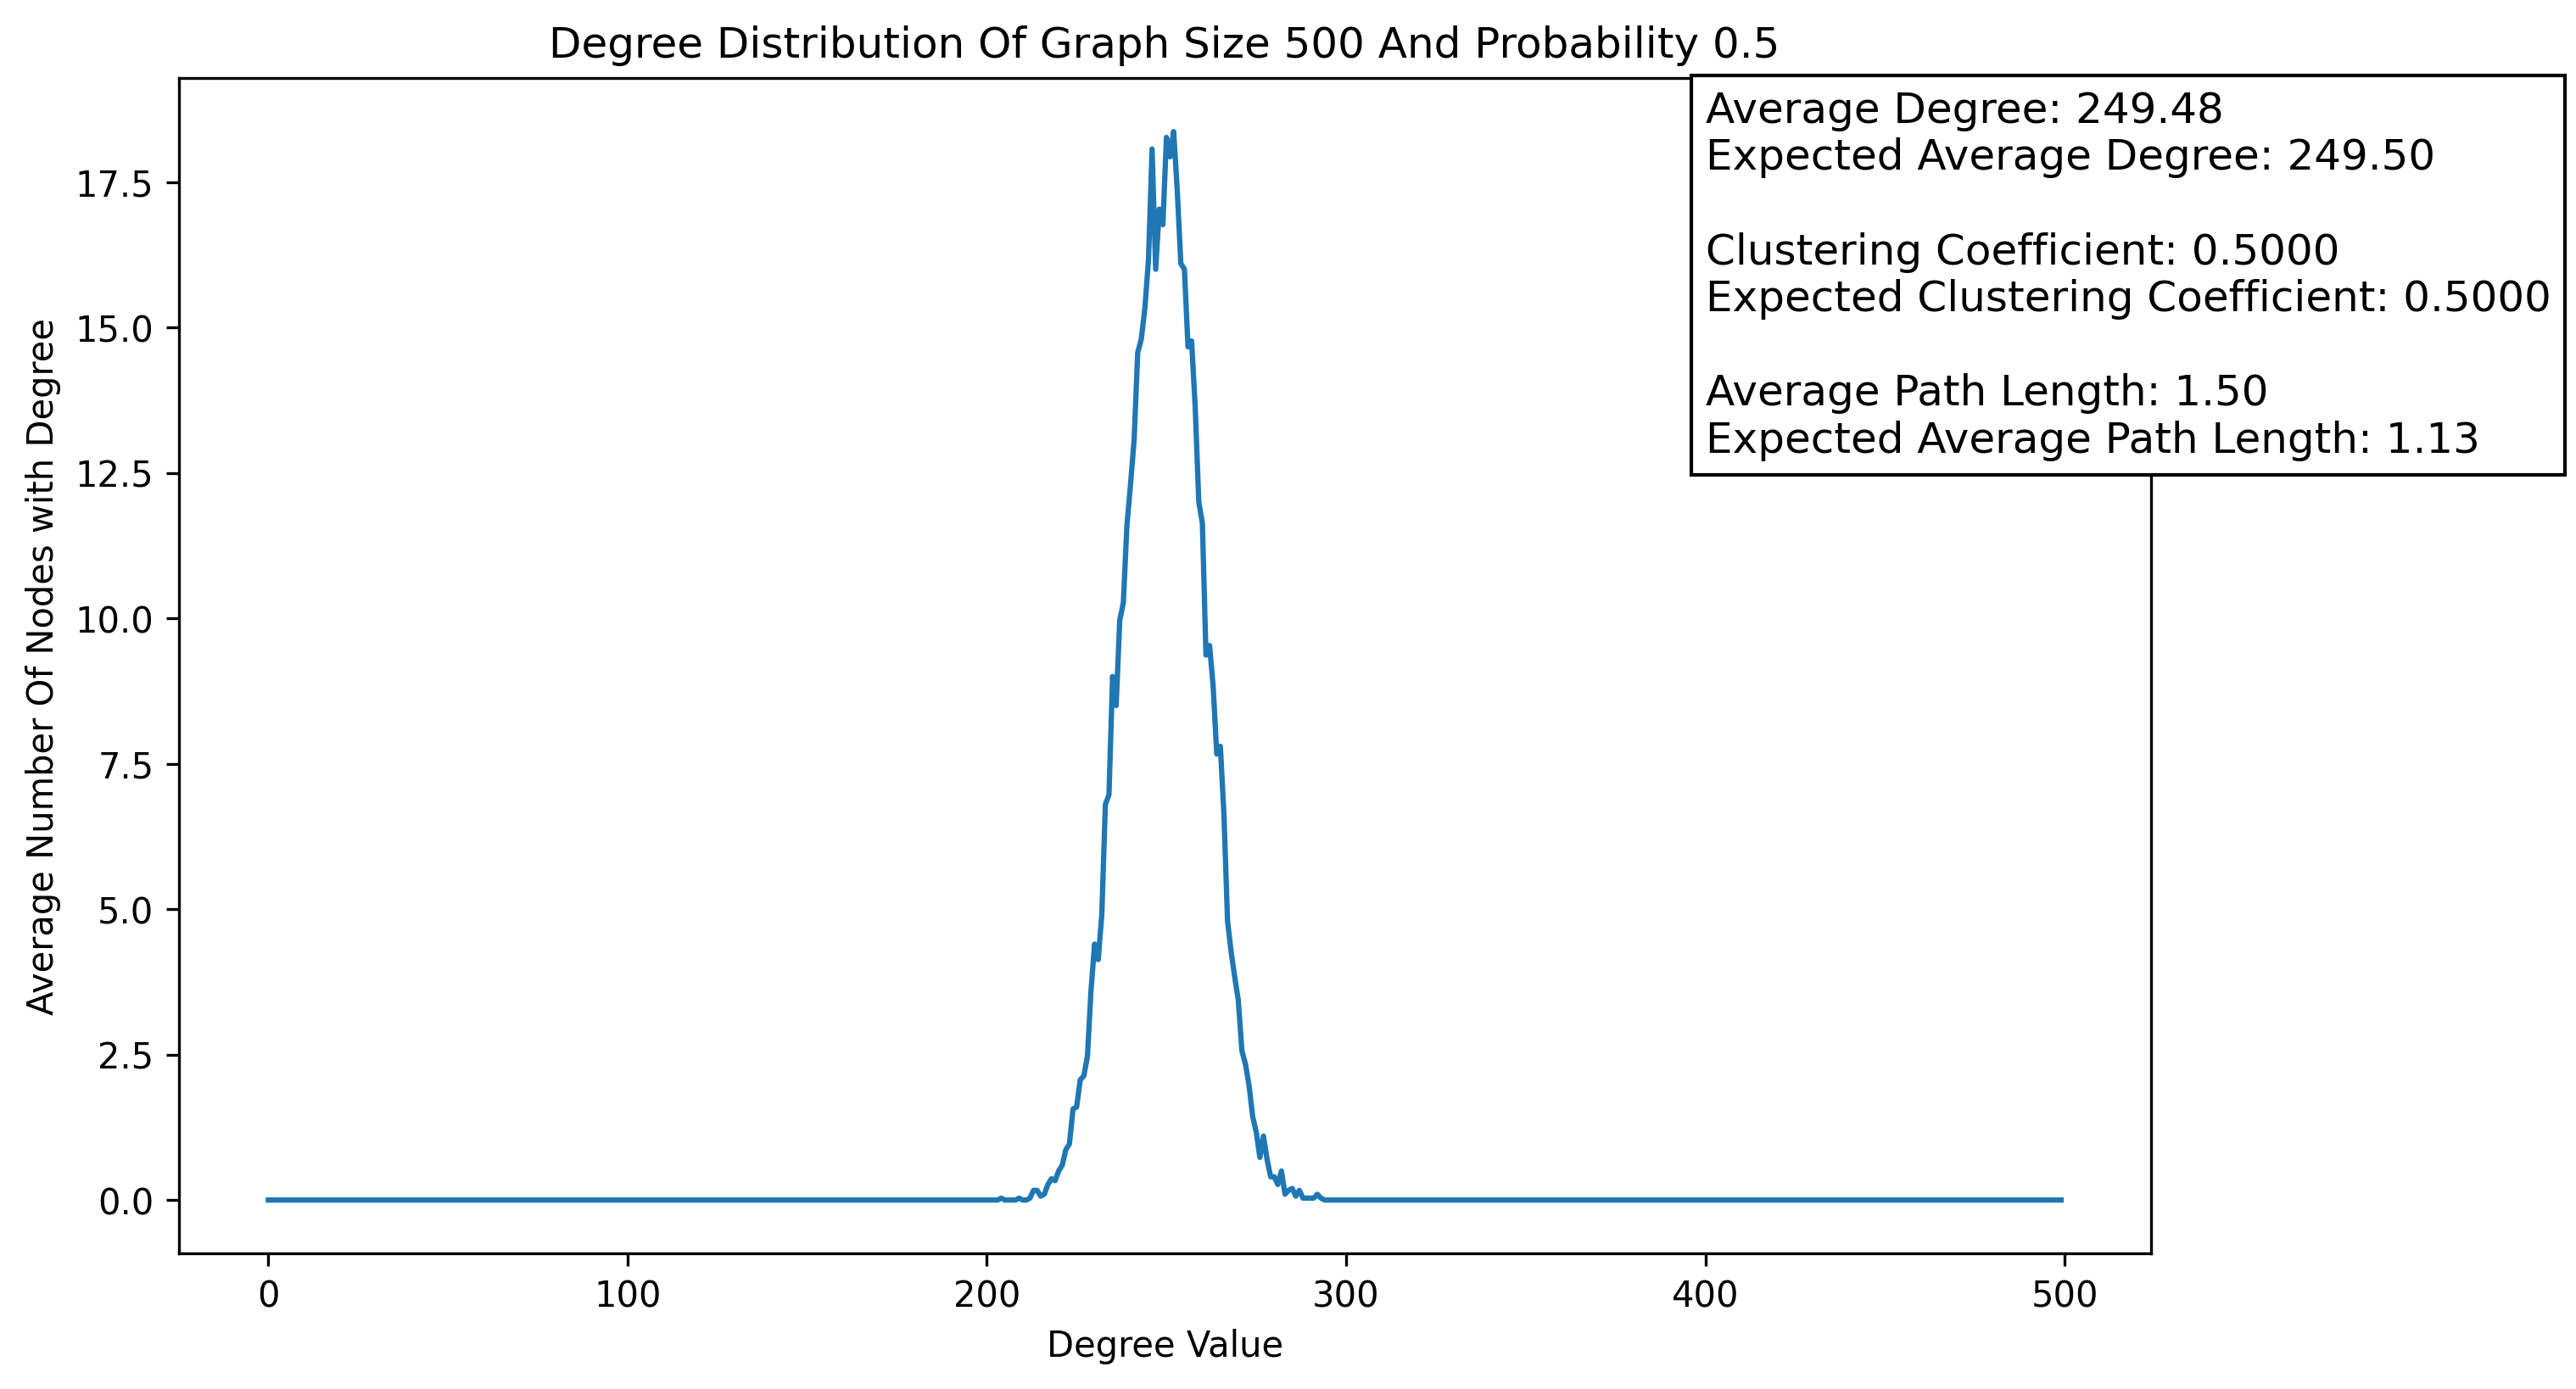 Degree Distribution Of Graph Size 500 And Probability 0.5
Average Degree: 249.48
Expected Average Degree: 249.50
Clustering Coefficient: 0.5000
Expected Clustering Coefficient: 0.5000
Average Path Length: 1.50
Expected Average Path Length: 1.13
Average Number Of Nodes with Degree
17.5
15.0
12.5
10.0
7.5
5.0
2.5
0.0
0
100
200
300
400
500
Degree Value